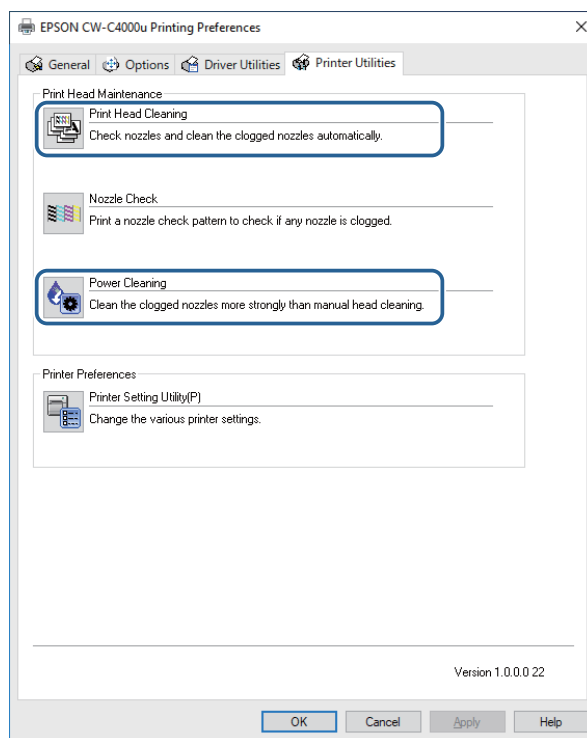 EPSON CW-C4000u Printing Preferences
General
Options
Driver Utilities
Printer Utilities
Print Head Maintenance
Print Head Cleaning
Check nozzles and clean the clogged nozzles automatically.
Nozzle Check
Print a nozzle check pattern to check if any nozzle is clogged.
Power Cleaning
Clean the clogged nozzles more strongly than manual head cleaning.
Printer Preferences
Printer Setting Utility(P)
Change the various printer settings.
Version 1.0.0.0 22
OK
Cancel
Apply
Help